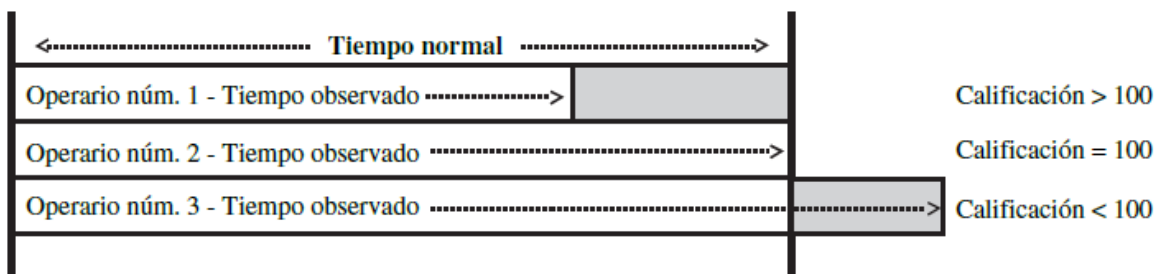 Tiempo normal
Operario núm. 1 - Tiempo observado
Calificación > 100
Operario núm. 2 - Tiempo observado
Calificación = 100
Operario núm. 3 - Tiempo observado
Calificación < 100